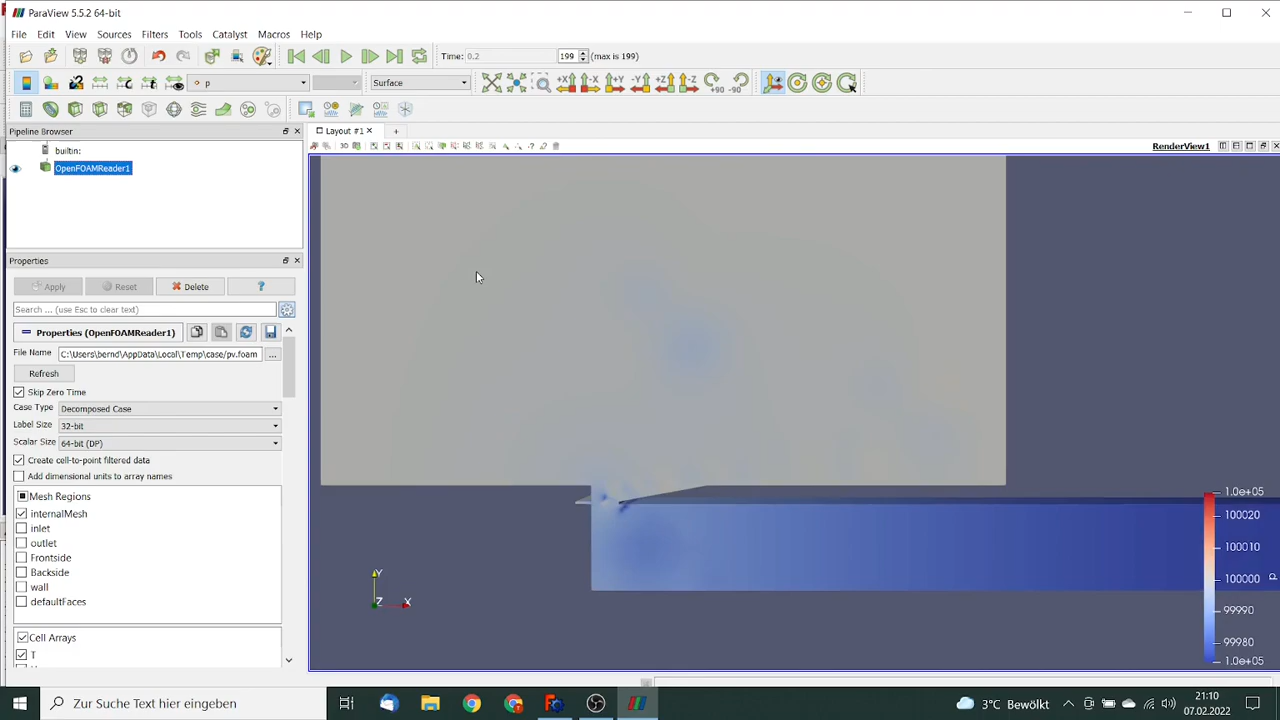 ParaView 5.5.2 64-bit
File Edit View Sources Filters Tools Catalyst Macros Help
Time: 0.2 199 (max is 199)
p Surface +X -X +Y -Y +Z -Z +90 -90
Pipeline Browser
Layout #1
builtin:
3D RenderView1
OpenFOAMReader1
Properties
Apply Reset Delete ?
Search ... (use Esc to clear text)
Properties (OpenFOAMReader1)
File Name C:\Users\bernd\AppData\Local\Temp\case/pv.foam ...
Refresh
Skip Zero Time
Case Type Decomposed Case
Label Size 32-bit
Scalar Size 64-bit (DP)
Create cell-to-point filtered data
Add dimensional units to array names
Mesh Regions
internalMesh
inlet
outlet
Frontside
Backside
wall
defaultFaces
Cell Arrays
T
Y
Z X
1.0e+05
100020
100010
100000
99990
99980
1.0e+05
p
Zur Suche Text hier eingeben
3°C Bewölkt
21:10
07.02.2022